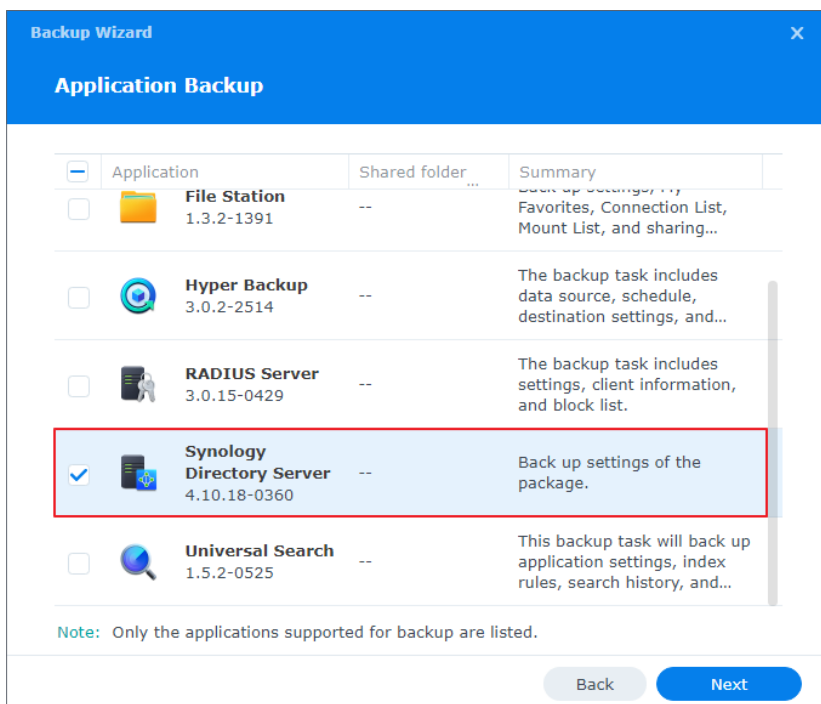 Backup Wizard
X
Application Backup
Application
Shared folder
...
Summary
File Station
1.3.2-1391
--
Back up settings, My
Favorites, Connection List,
Mount List, and sharing...
Hyper Backup
3.0.2-2514
--
The backup task includes
data source, schedule,
destination settings, and...
RADIUS Server
3.0.15-0429
--
The backup task includes
settings, client information,
and block list.
Synology
Directory Server
4.10.18-0360
--
Back up settings of the
package.
Universal Search
1.5.2-0525
--
This backup task will back up
application settings, index
rules, search history, and...
Note: Only the applications supported for backup are listed.
Back
Next